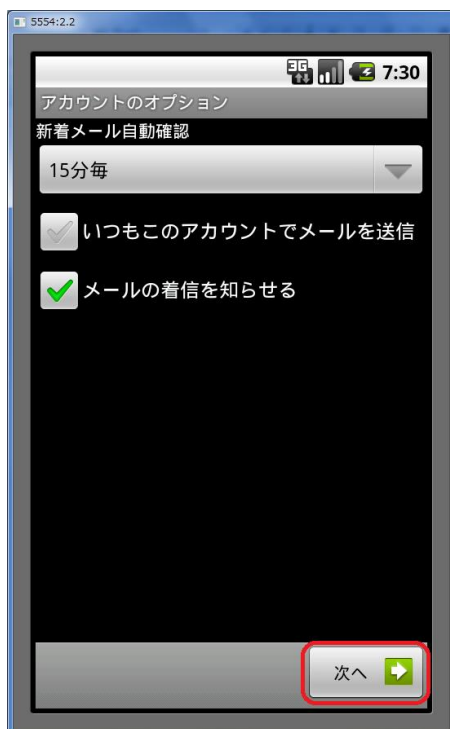 5554:2.2
3G 7:30
アカウントのオプション
新着メール自動確認
15分毎
いつもこのアカウントでメールを送信
メールの着信を知らせる
次へ